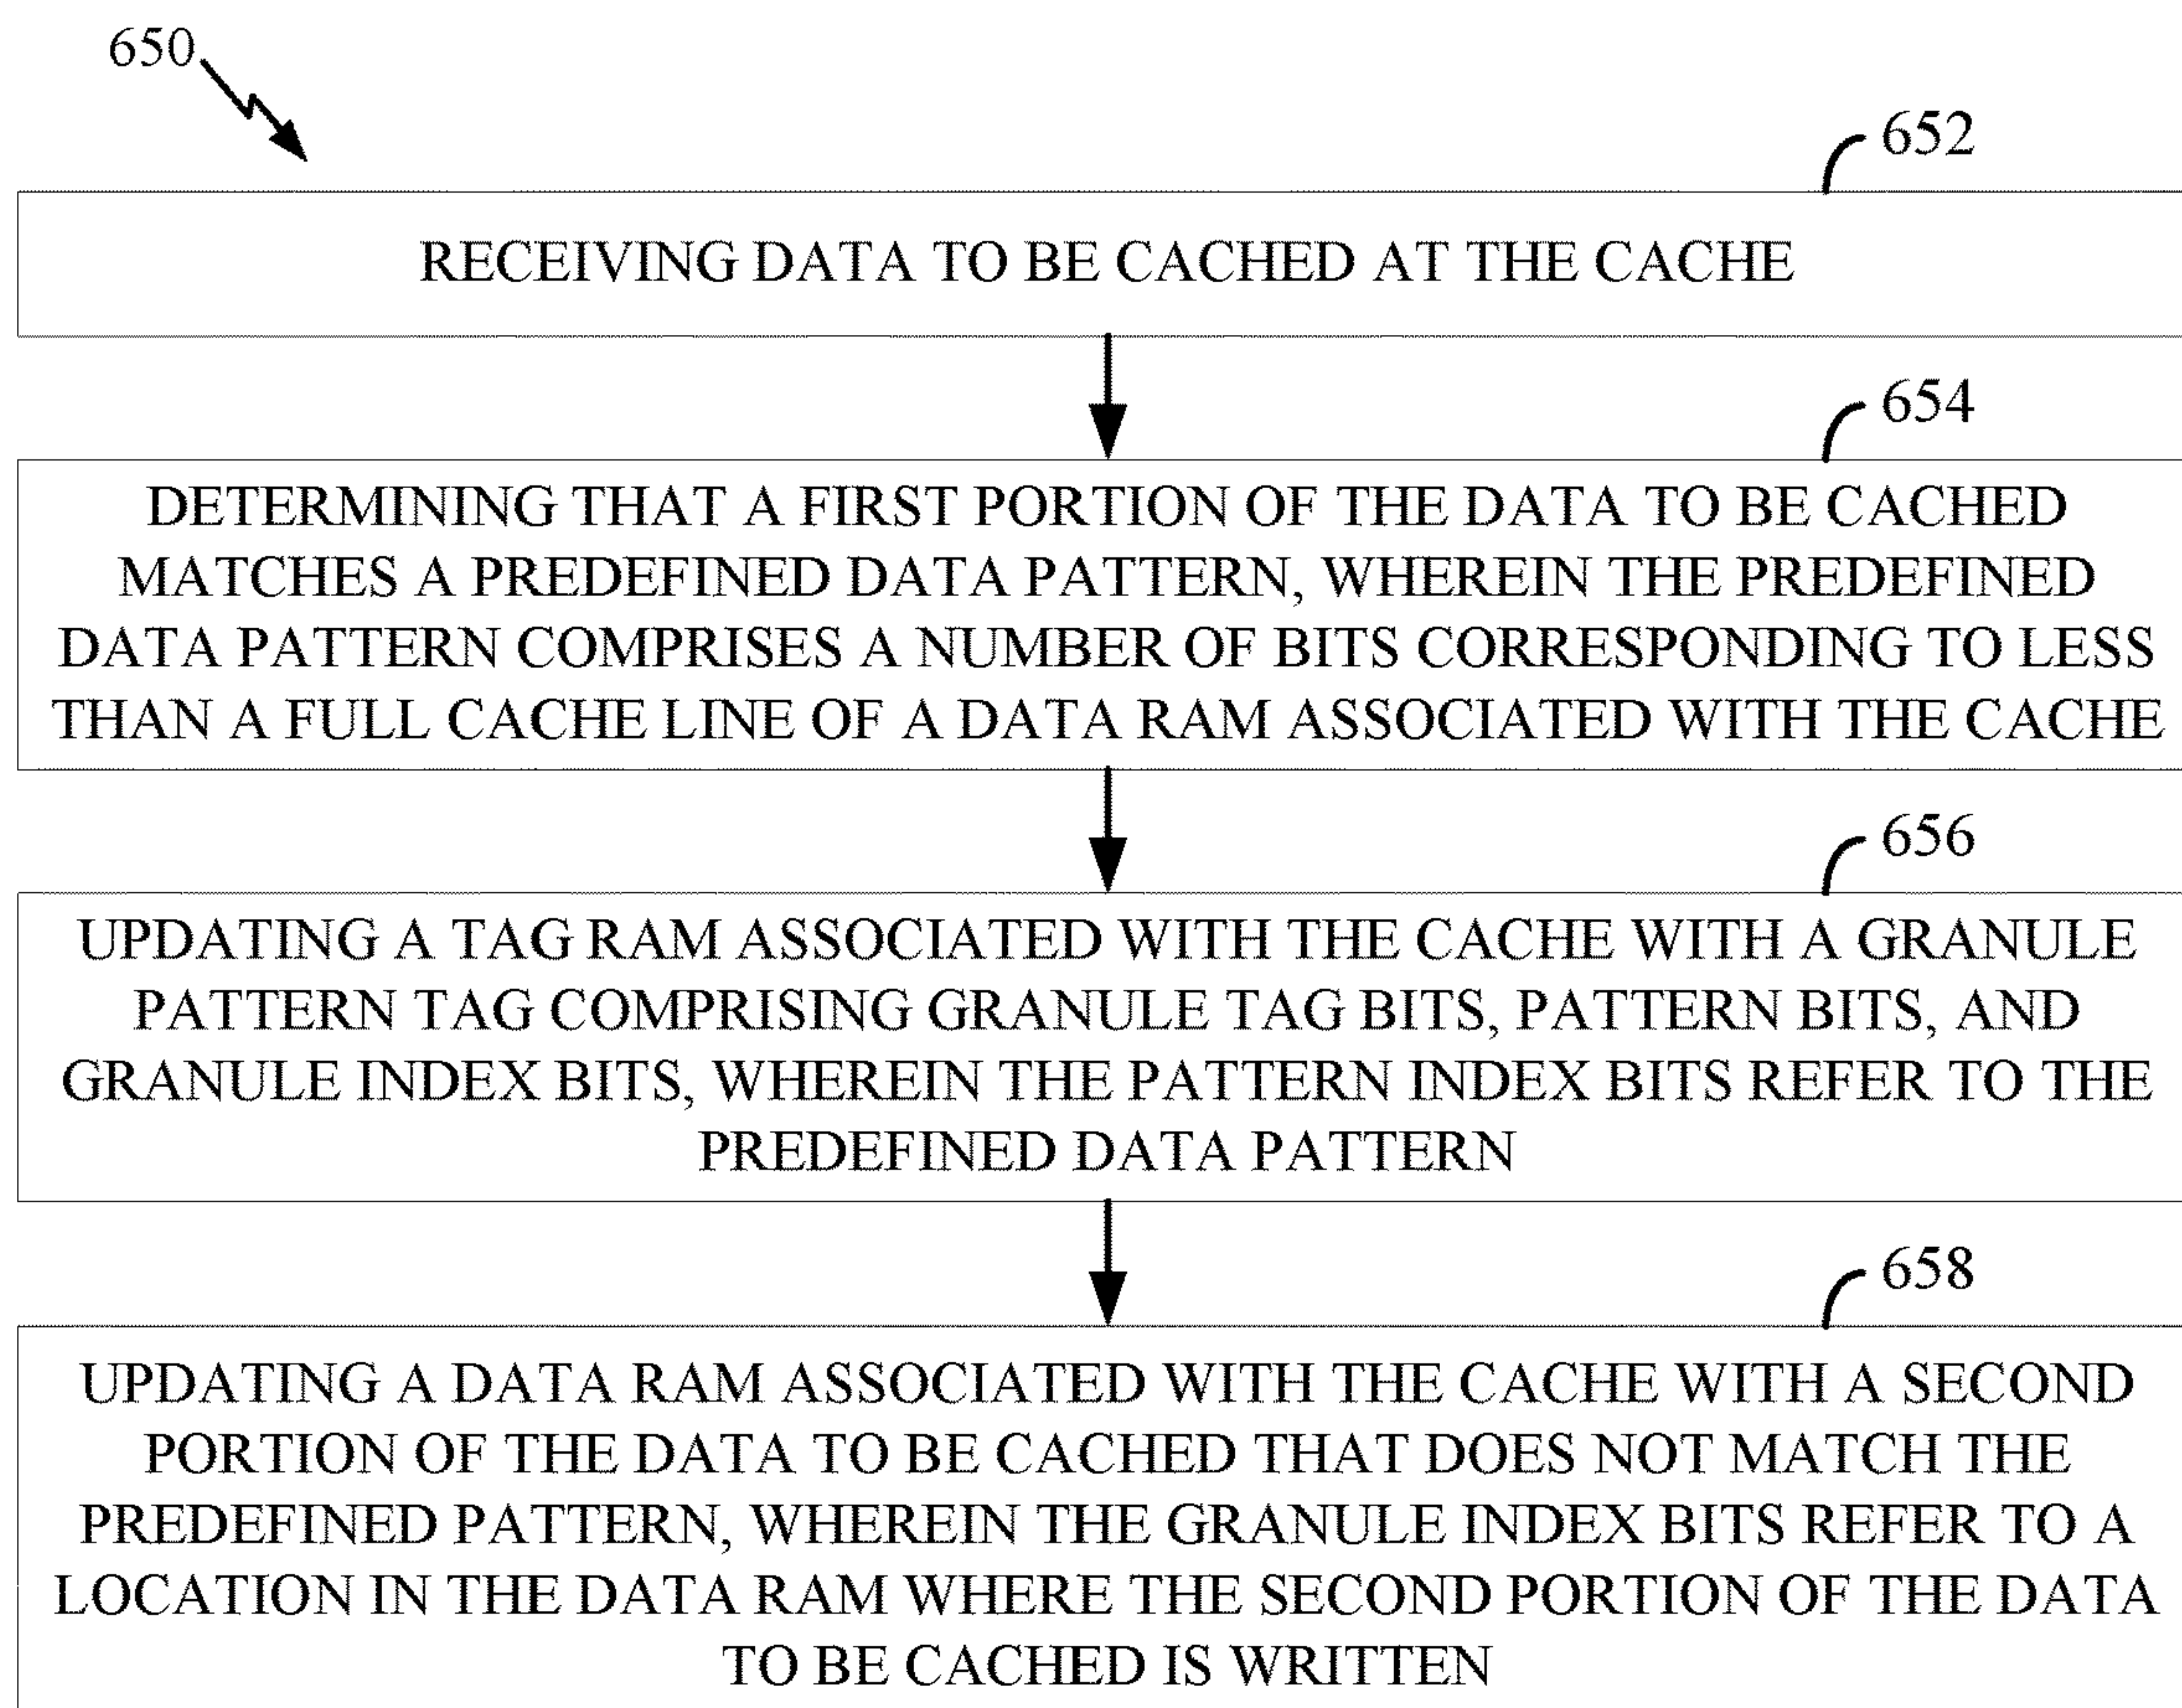 650
652
RECEIVING DATA TO BE CACHED AT THE CACHE
654
DETERMINING THAT A FIRST PORTION OF THE DATA TO BE CACHED
MATCHES A PREDEFINED DATA PATTERN, WHEREIN THE PREDEFINED
DATA PATTERN COMPRISES A NUMBER OF BITS CORRESPONDING TO LESS
THAN A FULL CACHE LINE OF A DATA RAM ASSOCIATED WITH THE CACHE
656
UPDATING A TAG RAM ASSOCIATED WITH THE CACHE WITH A GRANULE
PATTERN TAG COMPRISING GRANULE TAG BITS, PATTERN BITS, AND
GRANULE INDEX BITS, WHEREIN THE PATTERN INDEX BITS REFER TO THE
PREDEFINED DATA PATTERN
658
UPDATING A DATA RAM ASSOCIATED WITH THE CACHE WITH A SECOND
PORTION OF THE DATA TO BE CACHED THAT DOES NOT MATCH THE
PREDEFINED PATTERN, WHEREIN THE GRANULE INDEX BITS REFER TO A
LOCATION IN THE DATA RAM WHERE THE SECOND PORTION OF THE DATA
TO BE CACHED IS WRITTEN